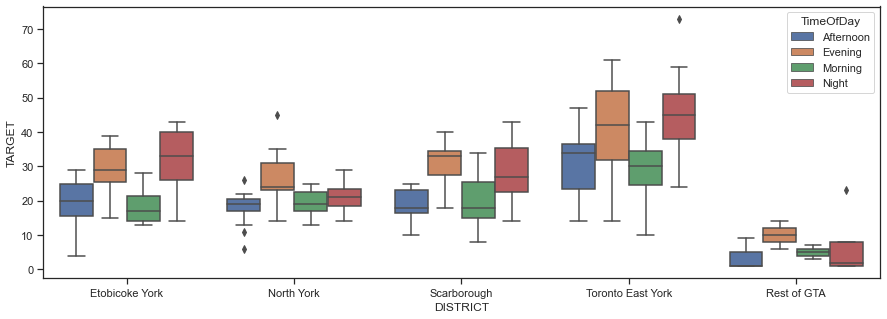 TimeOfDay
Afternoon
Evening
Morning
Night
TARGET
70
60
50
40
30
20
10
0
Etobicoke York
North York
Scarborough
Toronto East York
Rest of GTA
DISTRICT